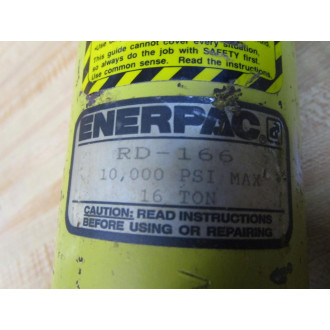 This guide cannot cover every situation,
so always do the job with SAFETY first.
Use common sense. Read the instructions.
ENERPAC.
RD-166
10,000 PSI MAX
16 TON
CAUTION: READ INSTRUCTIONS
BEFORE USING OR REPAIRING